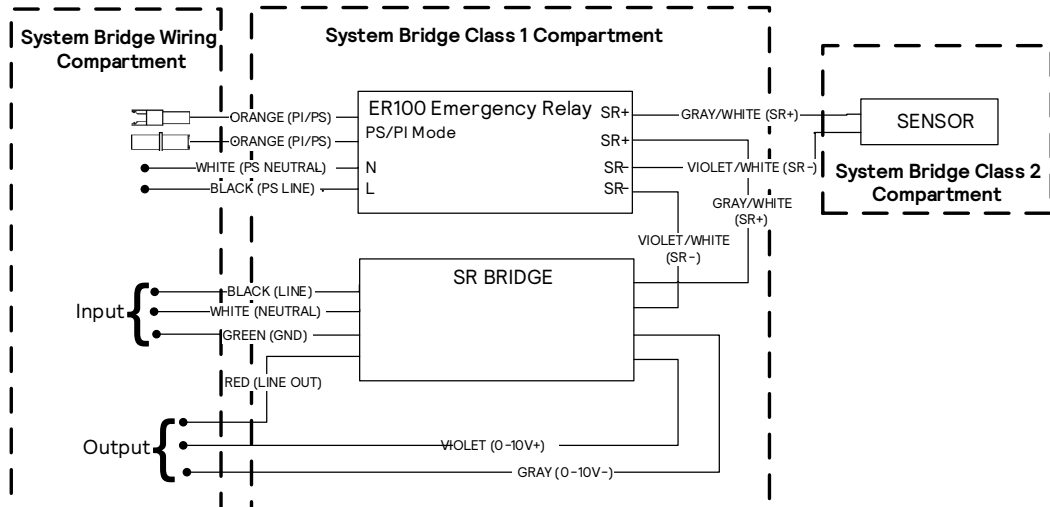 System Bridge Wiring
Compartment
System Bridge Class 1 Compartment
ER100 Emergency Relay
PS/PI Mode
N
L
SR+
SR+
SR-
SR-
ORANGE (PI/PS)
ORANGE (PI/PS)
WHITE (PS NEUTRAL)
BLACK (PS LINE)
GRAY/WHITE (SR+)
VIOLET/WHITE (SR-)
GRAY/WHITE
(SR+)
VIOLET/WHITE
(SR-)
SENSOR
System Bridge Class 2
Compartment
SR BRIDGE
Input
BLACK (LINE)
WHITE (NEUTRAL)
GREEN (GND)
RED (LINE OUT)
Output
VIOLET (0-10V+)
GRAY (0-10V-)